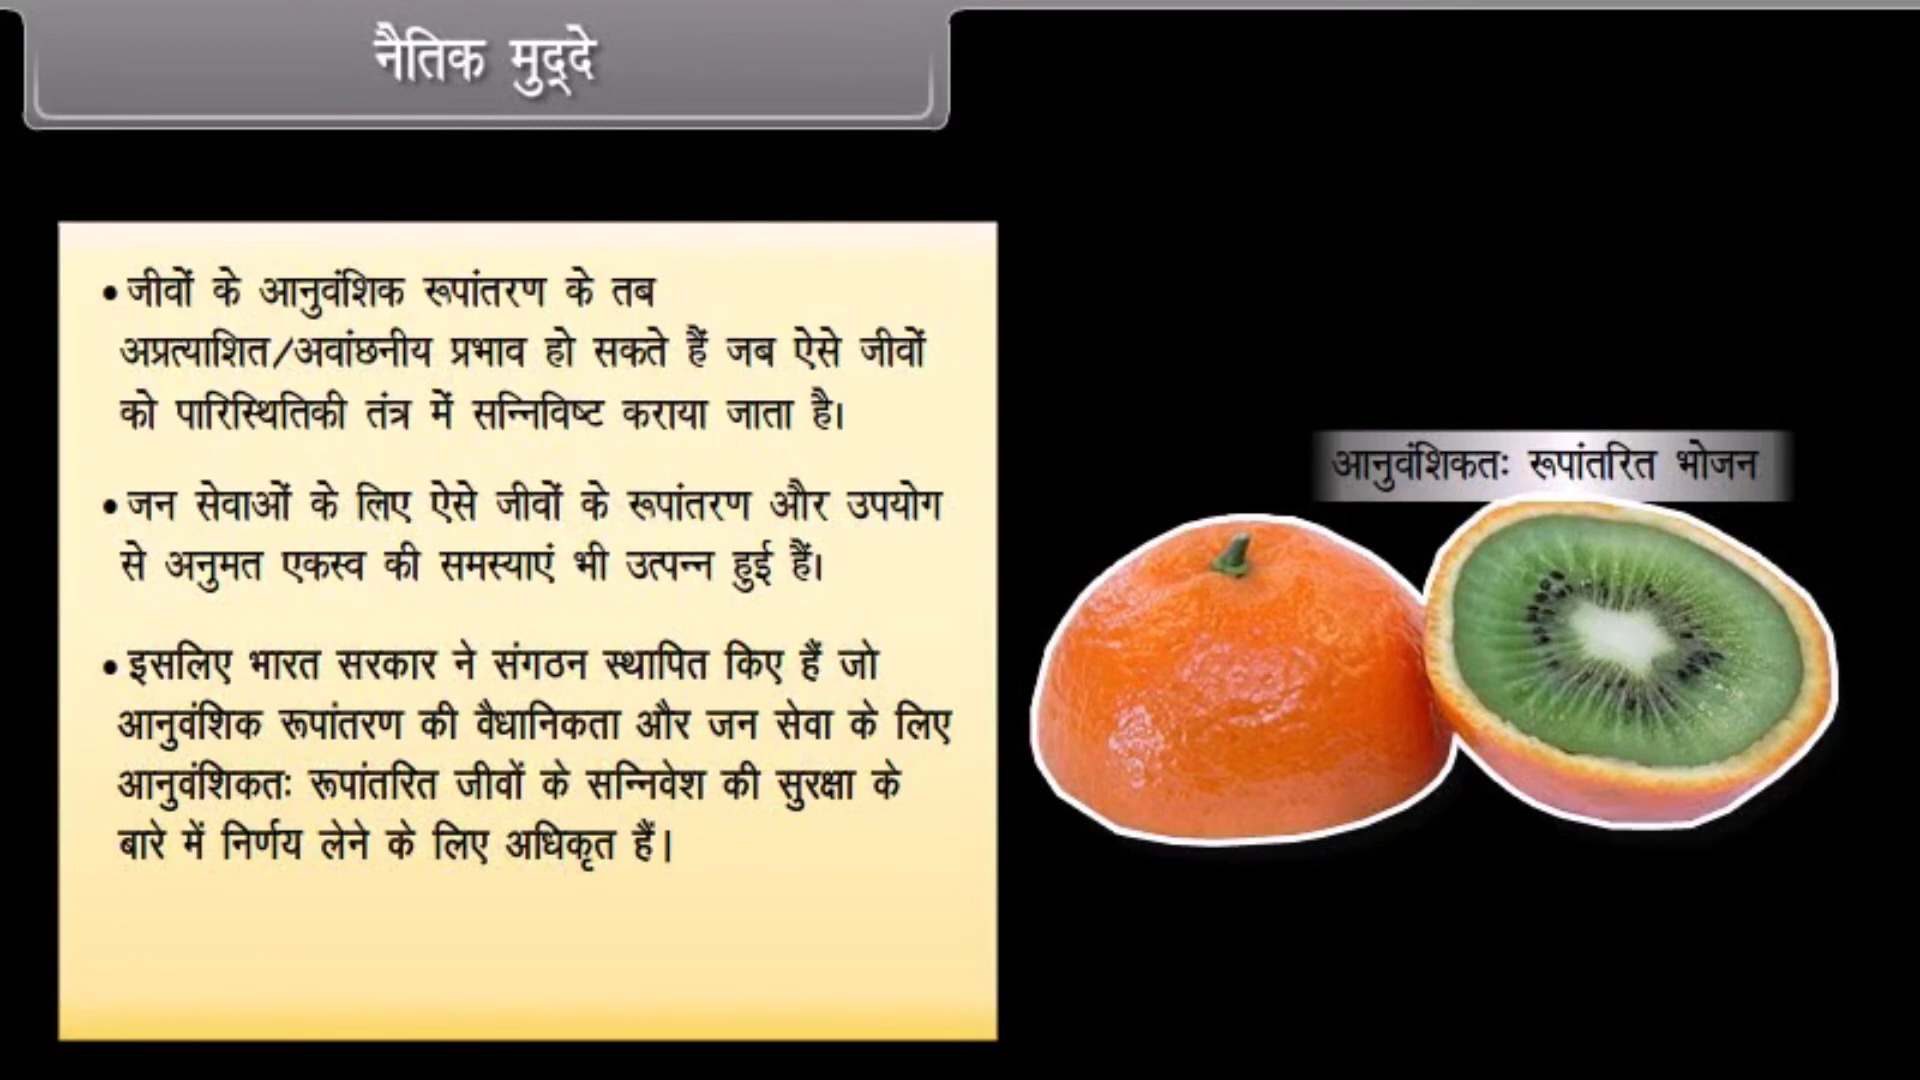 नैतिक मुद्दे
•जीवों के आनुवंशिक रूपांतरण के तब
अप्रत्याशित/अवांछनीय प्रभाव हो सकते हैं जब ऐसे जीवों
को पारिस्थितिकी तंत्र में सन्निविष्ट कराया जाता है।
•जन सेवाओं के लिए ऐसे जीवों के रूपांतरण और उपयोग
से अनुमत एकस्व की समस्याएं भी उत्पन्न हुई हैं।
•इसलिए भारत सरकार ने संगठन स्थापित किए हैं जो
आनुवंशिक रूपांतरण की वैधानिकता और जन सेवा के लिए
आनुवंशिकतः रूपांतरित जीवों के सन्निवेश की सुरक्षा के
बारे में निर्णय लेने के लिए अधिकृत हैं।
आनुवंशिकतः रूपांतरित भोजन